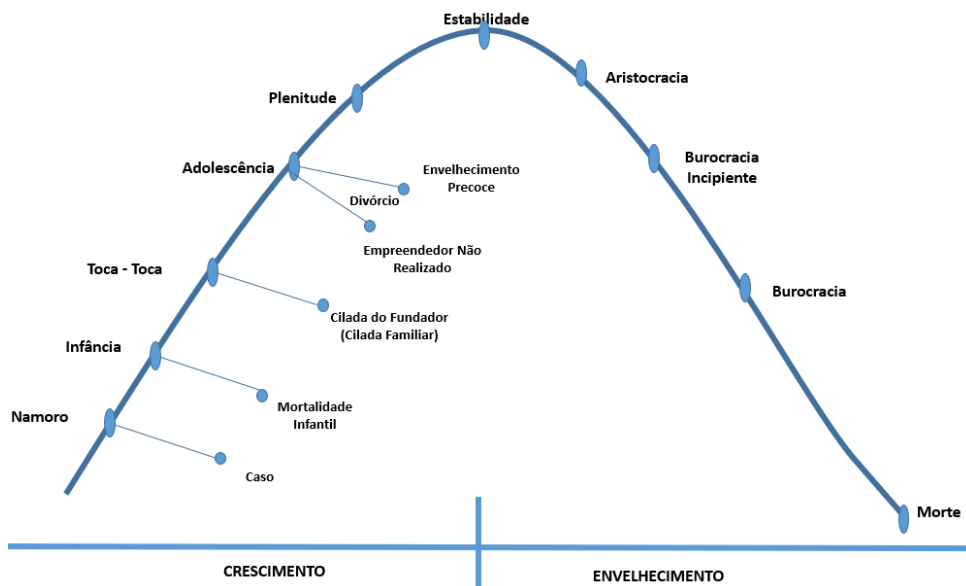 Estabilidade
Aristocracia
Plenitude
Burocracia
Incipiente
Adolescência
Envelhecimento
Precoce
Divórcio
Empreendedor Não
Realizado
Toca - Toca
Burocracia
Cilada do Fundador
(Cilada Familiar)
Infância
Mortalidade
Infantil
Namoro
Caso
Morte
CRESCIMENTO
ENVELHECIMENTO